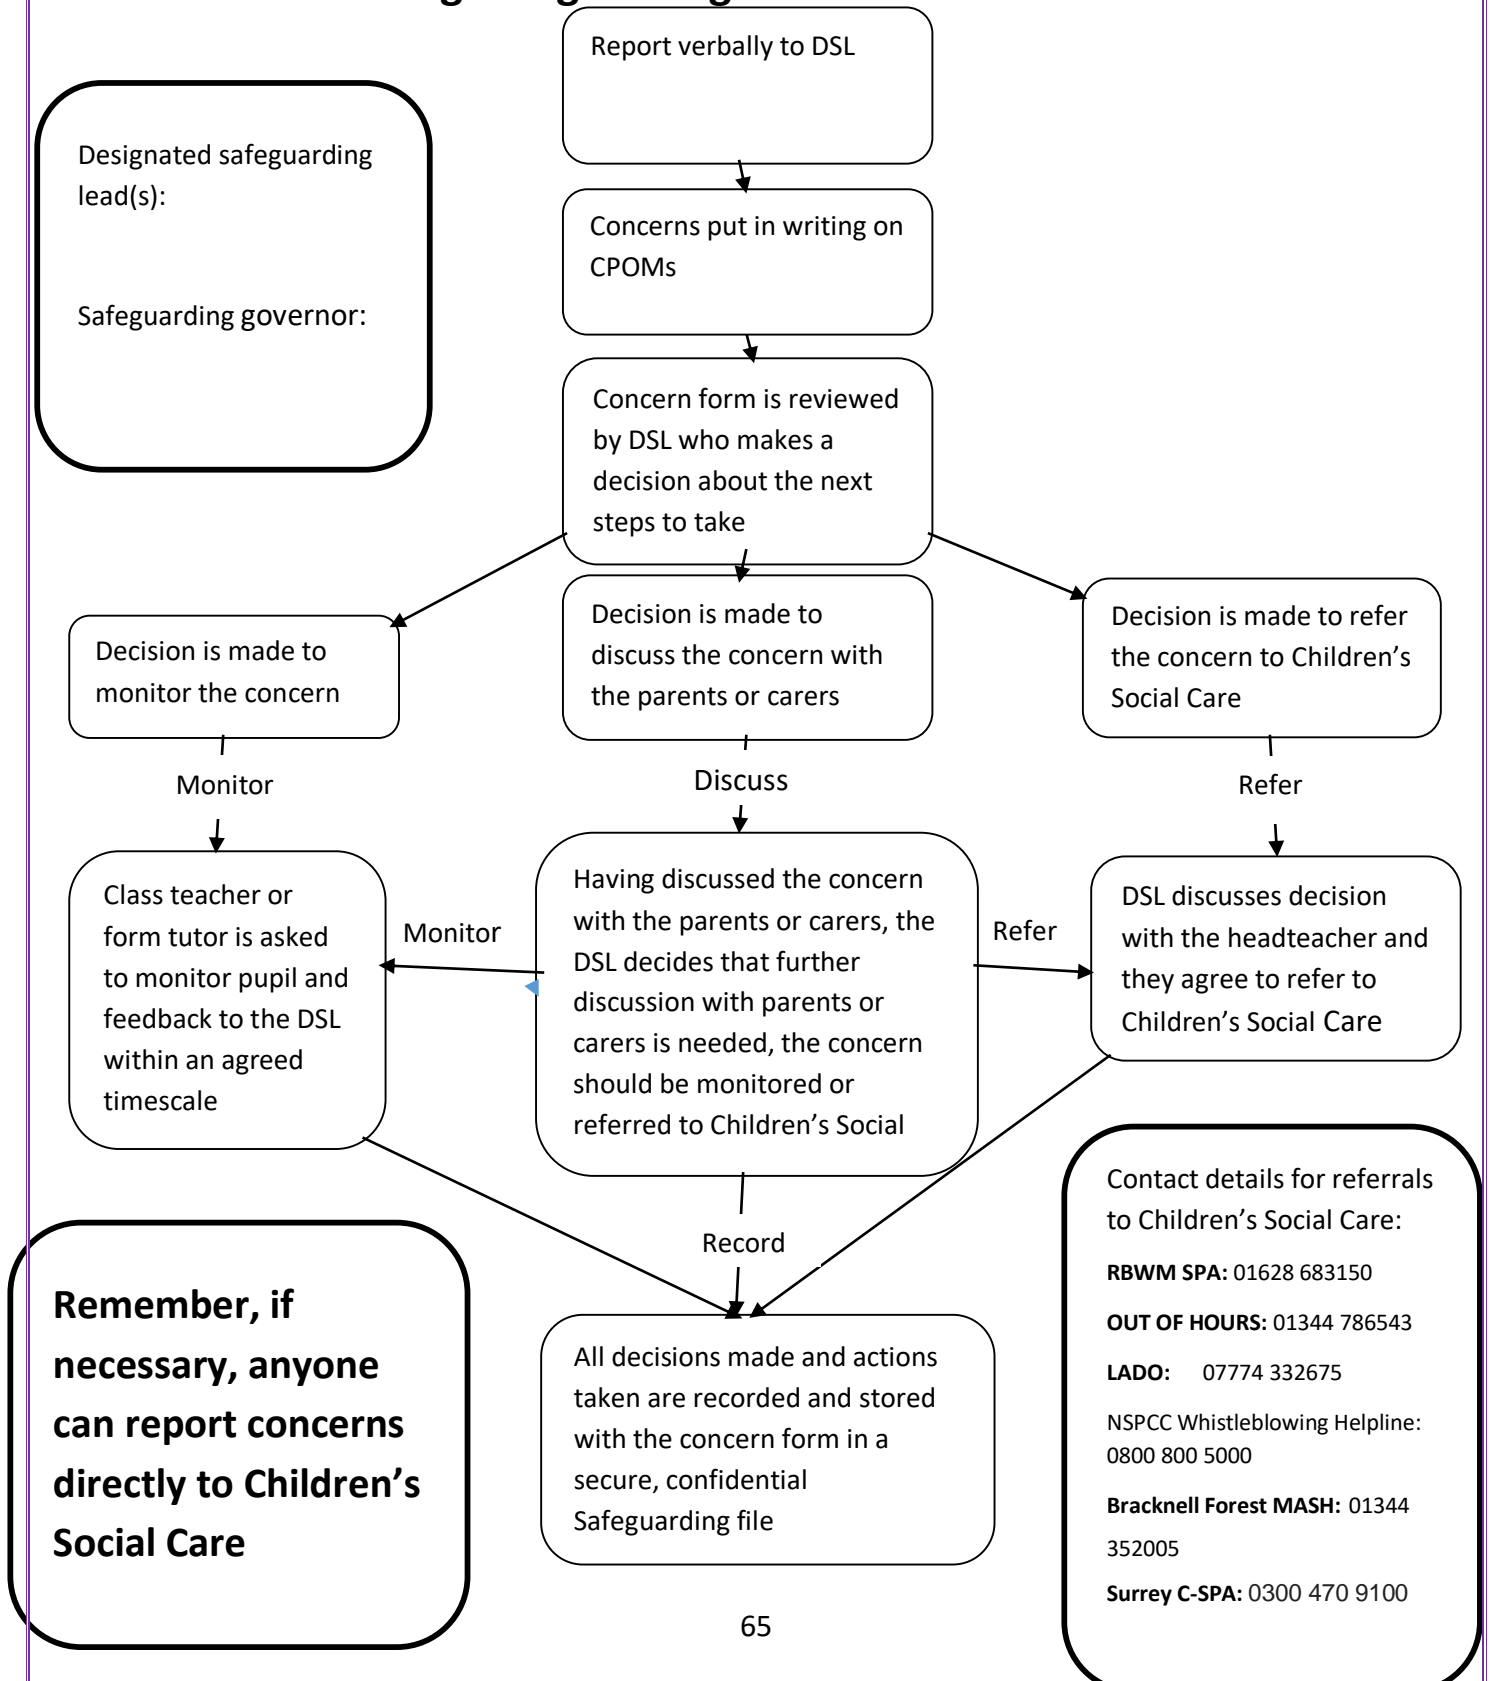 Report verbally to DSL
Designated safeguarding
lead(s):
Safeguarding governor:
Concerns put in writing on
CPOMs
Concern form is reviewed
by DSL who makes a
decision about the next
steps to take
Decision is made to
monitor the concern
Decision is made to
discuss the concern with
the parents or carers
Decision is made to refer
the concern to Children’s
Social Care
Monitor
Discuss
Refer
Class teacher or
form tutor is asked
to monitor pupil and
feedback to the DSL
within an agreed
timescale
Monitor
Having discussed the concern
with the parents or carers, the
DSL decides that further
discussion with parents or
carers is needed, the concern
should be monitored or
referred to Children’s Social
Refer
DSL discusses decision
with the headteacher and
they agree to refer to
Children’s Social Care
Record
Remember, if
necessary, anyone
can report concerns
directly to Children’s
Social Care
All decisions made and actions
taken are recorded and stored
with the concern form in a
secure, confidential
Safeguarding file
Contact details for referrals
to Children’s Social Care:
RBWM SPA: 01628 683150
OUT OF HOURS: 01344 786543
LADO: 07774 332675
NSPCC Whistleblowing Helpline:
0800 800 5000
Bracknell Forest MASH: 01344
352005
Surrey C-SPA: 0300 470 9100
65